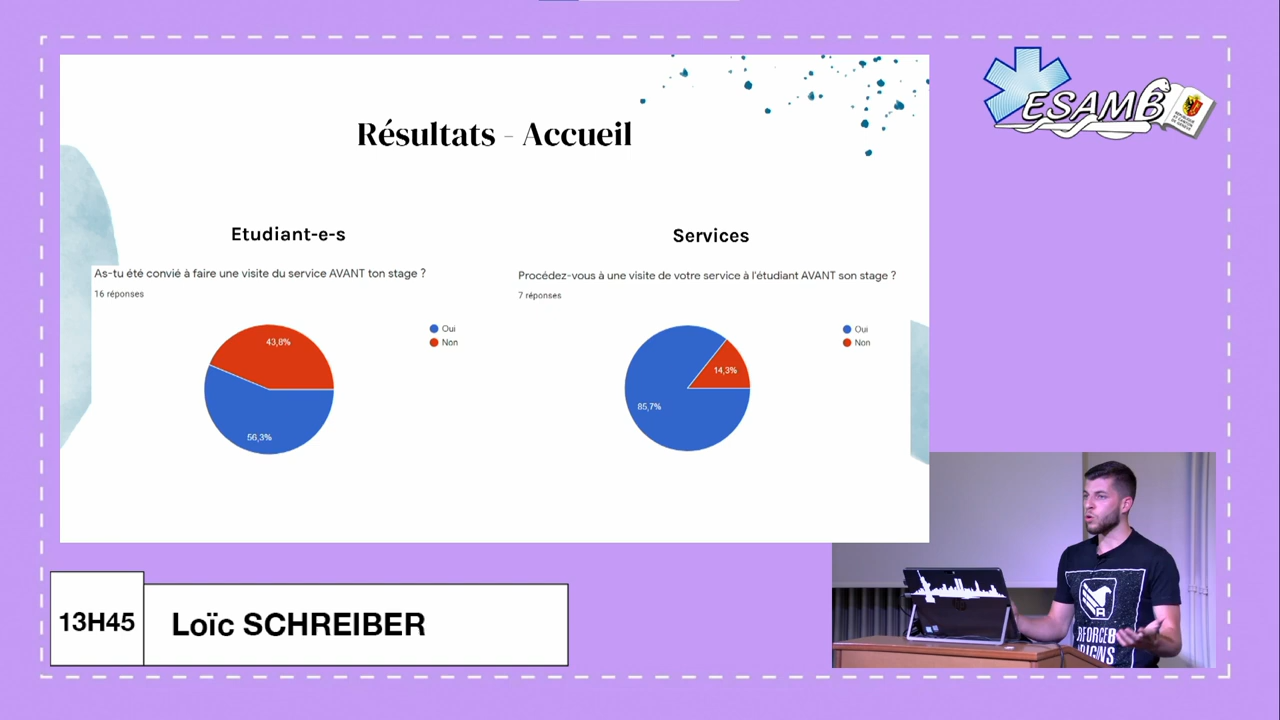 Résultats - Accueil
Etudiant-e-s
As-tu été convié à faire une visite du service AVANT ton stage ?
16 réponses
Oui
Non
43,8%
56,3%
Services
Procédez-vous à une visite de votre service à l'étudiant AVANT son stage ?
7 réponses
Oui
Non
14,3%
85,7%
ESAMB
13H45
Loïc SCHREIBER